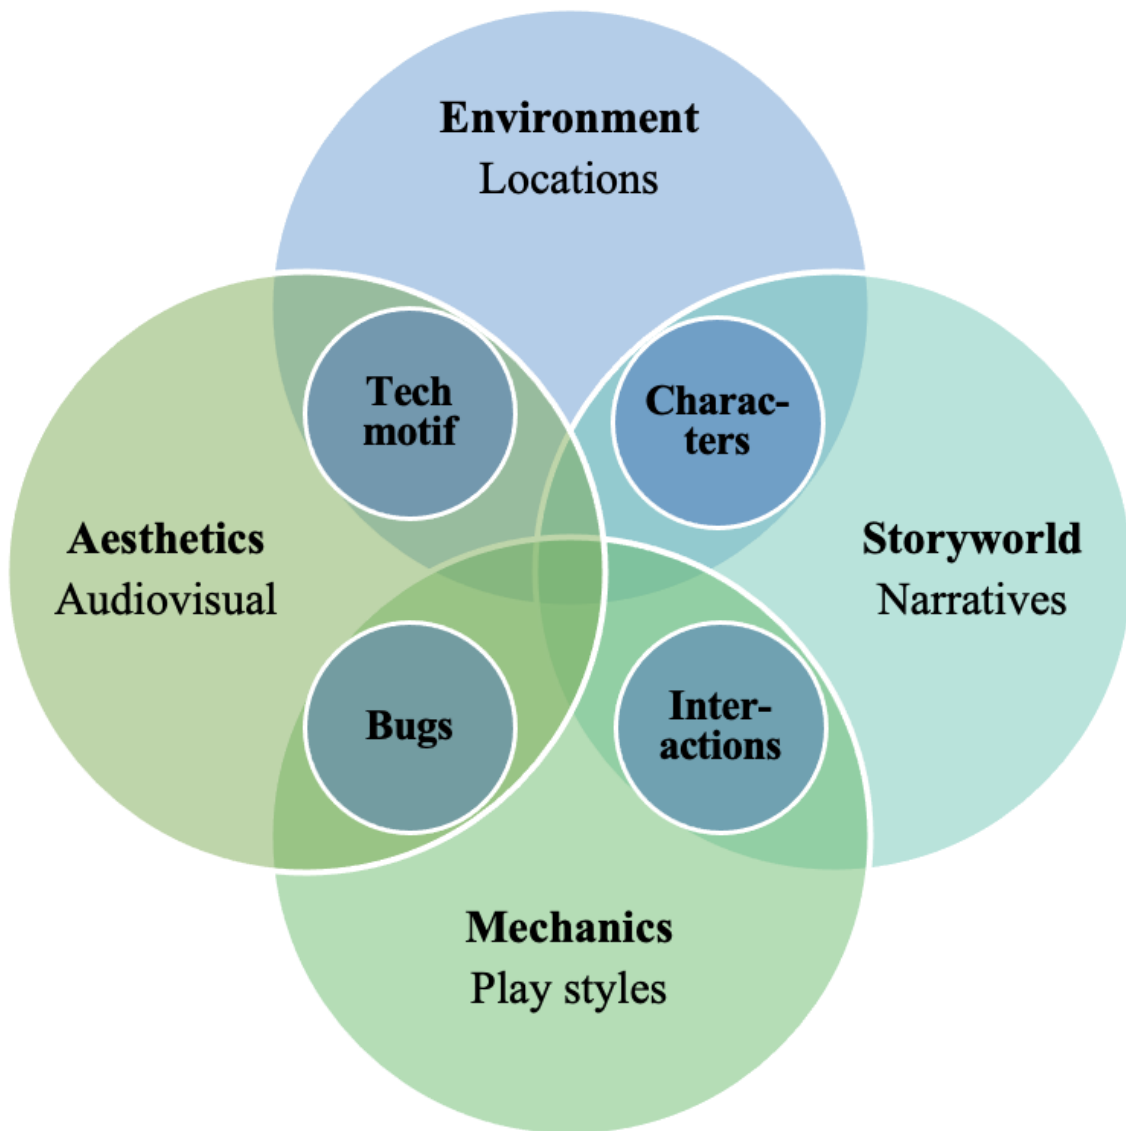 Environment
Locations
Tech
motif
Charac-
ters
Aesthetics
Audiovisual
Storyworld
Narratives
Bugs
Inter-
actions
Mechanics
Play styles